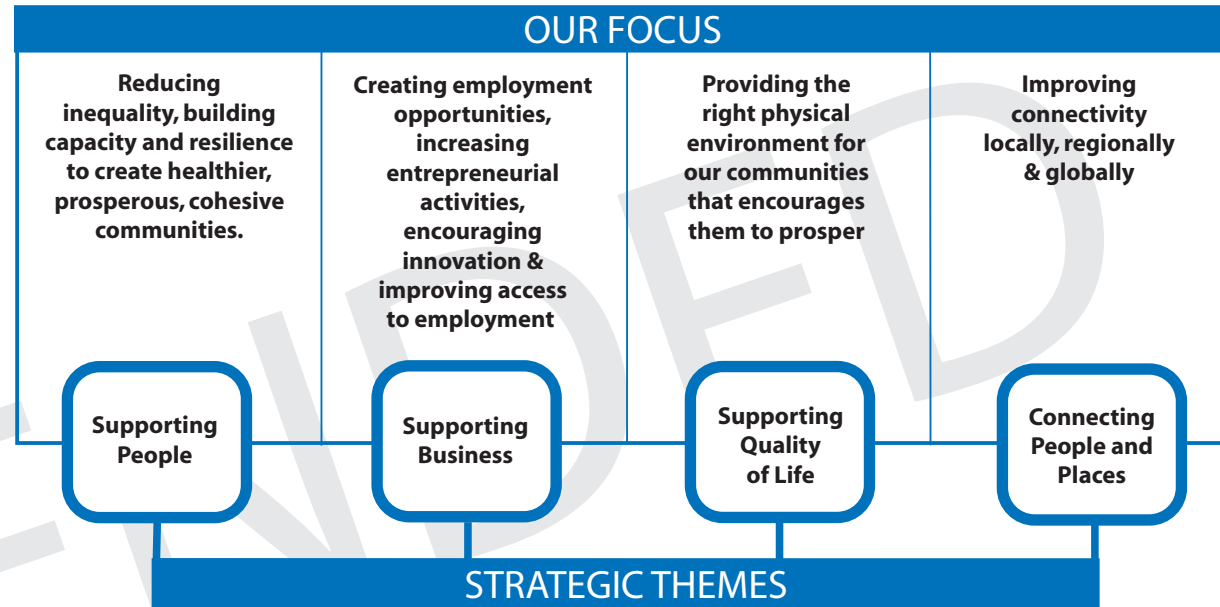 OUR FOCUS
Reducing
inequality, building
capacity and resilience
to create healthier,
prosperous, cohesive
communities.
Creating employment
opportunities,
increasing
entrepreneurial
activities,
encouraging
innovation &
improving access
to employment
Providing the
right physical
environment for
our communities
that encourages
them to prosper
Improving
connectivity
locally, regionally
& globally
Supporting
People
Supporting
Business
Supporting
Quality
of Life
Connecting
People and
Places
STRATEGIC THEMES